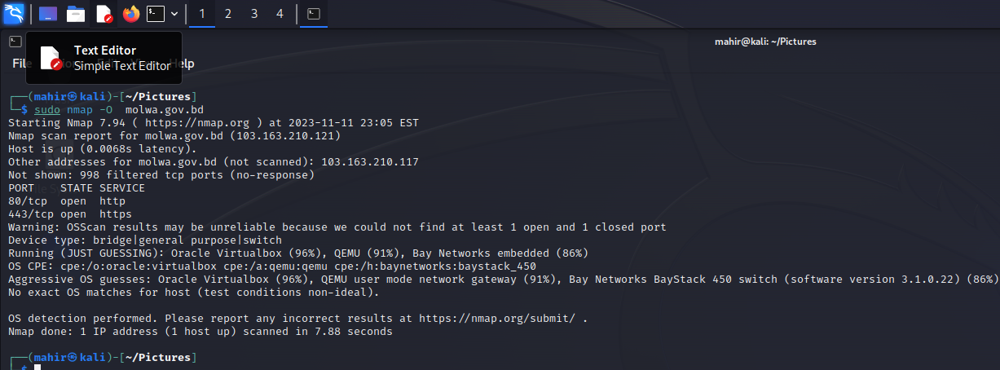 1 2 3 4
mahir@kali: ~/Pictures
Text Editor
Simple Text Editor
File Help
┌──(mahir㉿kali)-[~/Pictures]
└─$ sudo nmap -O  molwa.gov.bd
Starting Nmap 7.94 ( https://nmap.org ) at 2023-11-11 23:05 EST
Nmap scan report for molwa.gov.bd (103.163.210.121)
Host is up (0.0068s latency).
Other addresses for molwa.gov.bd (not scanned): 103.163.210.117
Not shown: 998 filtered tcp ports (no-response)
PORT    STATE SERVICE
80/tcp  open  http
443/tcp open  https
Warning: OSScan results may be unreliable because we could not find at least 1 open and 1 closed port
Device type: bridge|general purpose|switch
Running (JUST GUESSING): Oracle Virtualbox (96%), QEMU (91%), Bay Networks embedded (86%)
OS CPE: cpe:/o:oracle:virtualbox cpe:/a:qemu:qemu cpe:/h:baynetworks:baystack_450
Aggressive OS guesses: Oracle Virtualbox (96%), QEMU user mode network gateway (91%), Bay Networks BayStack 450 switch (software version 3.1.0.22) (86%)
No exact OS matches for host (test conditions non-ideal).
OS detection performed. Please report any incorrect results at https://nmap.org/submit/ .
Nmap done: 1 IP address (1 host up) scanned in 7.88 seconds
┌──(mahir㉿kali)-[~/Pictures]
└─$